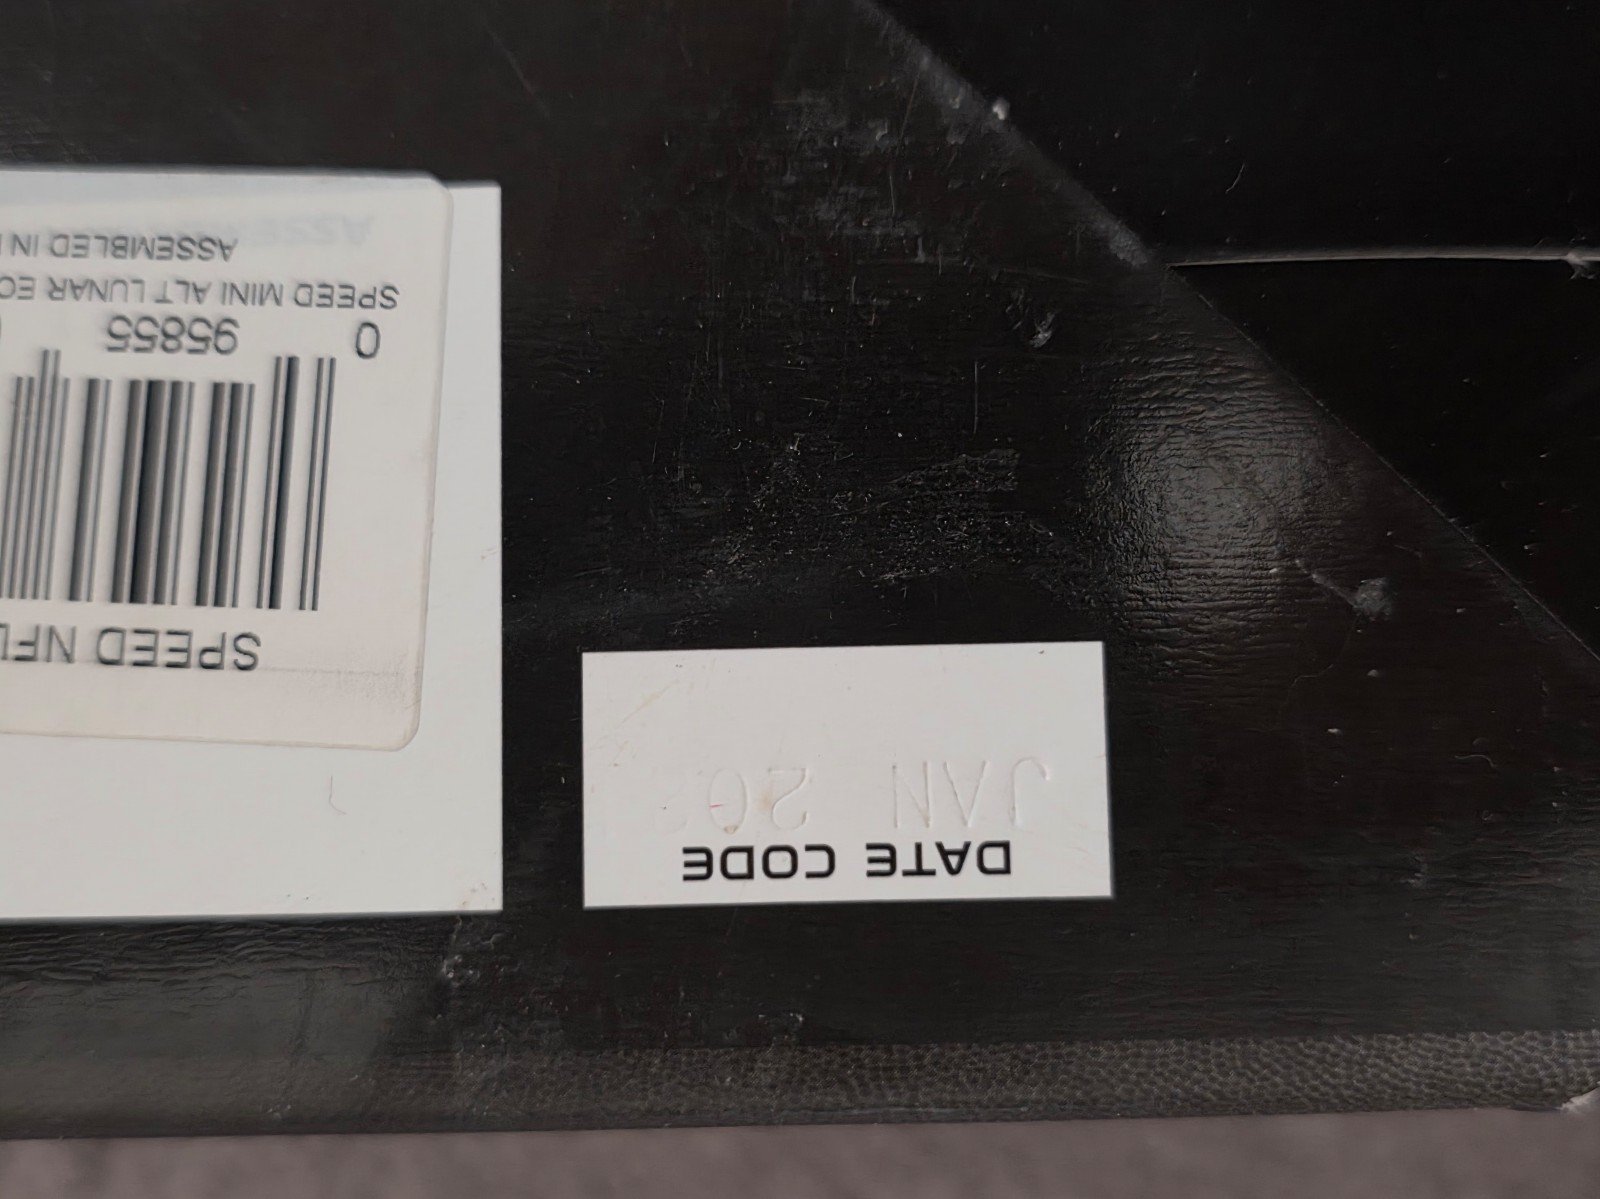 DATE CODE
JAN 20
SPEED NFL
0 95855
SPEED MINI ALT LUNAR EC
ASSEMBLED IN